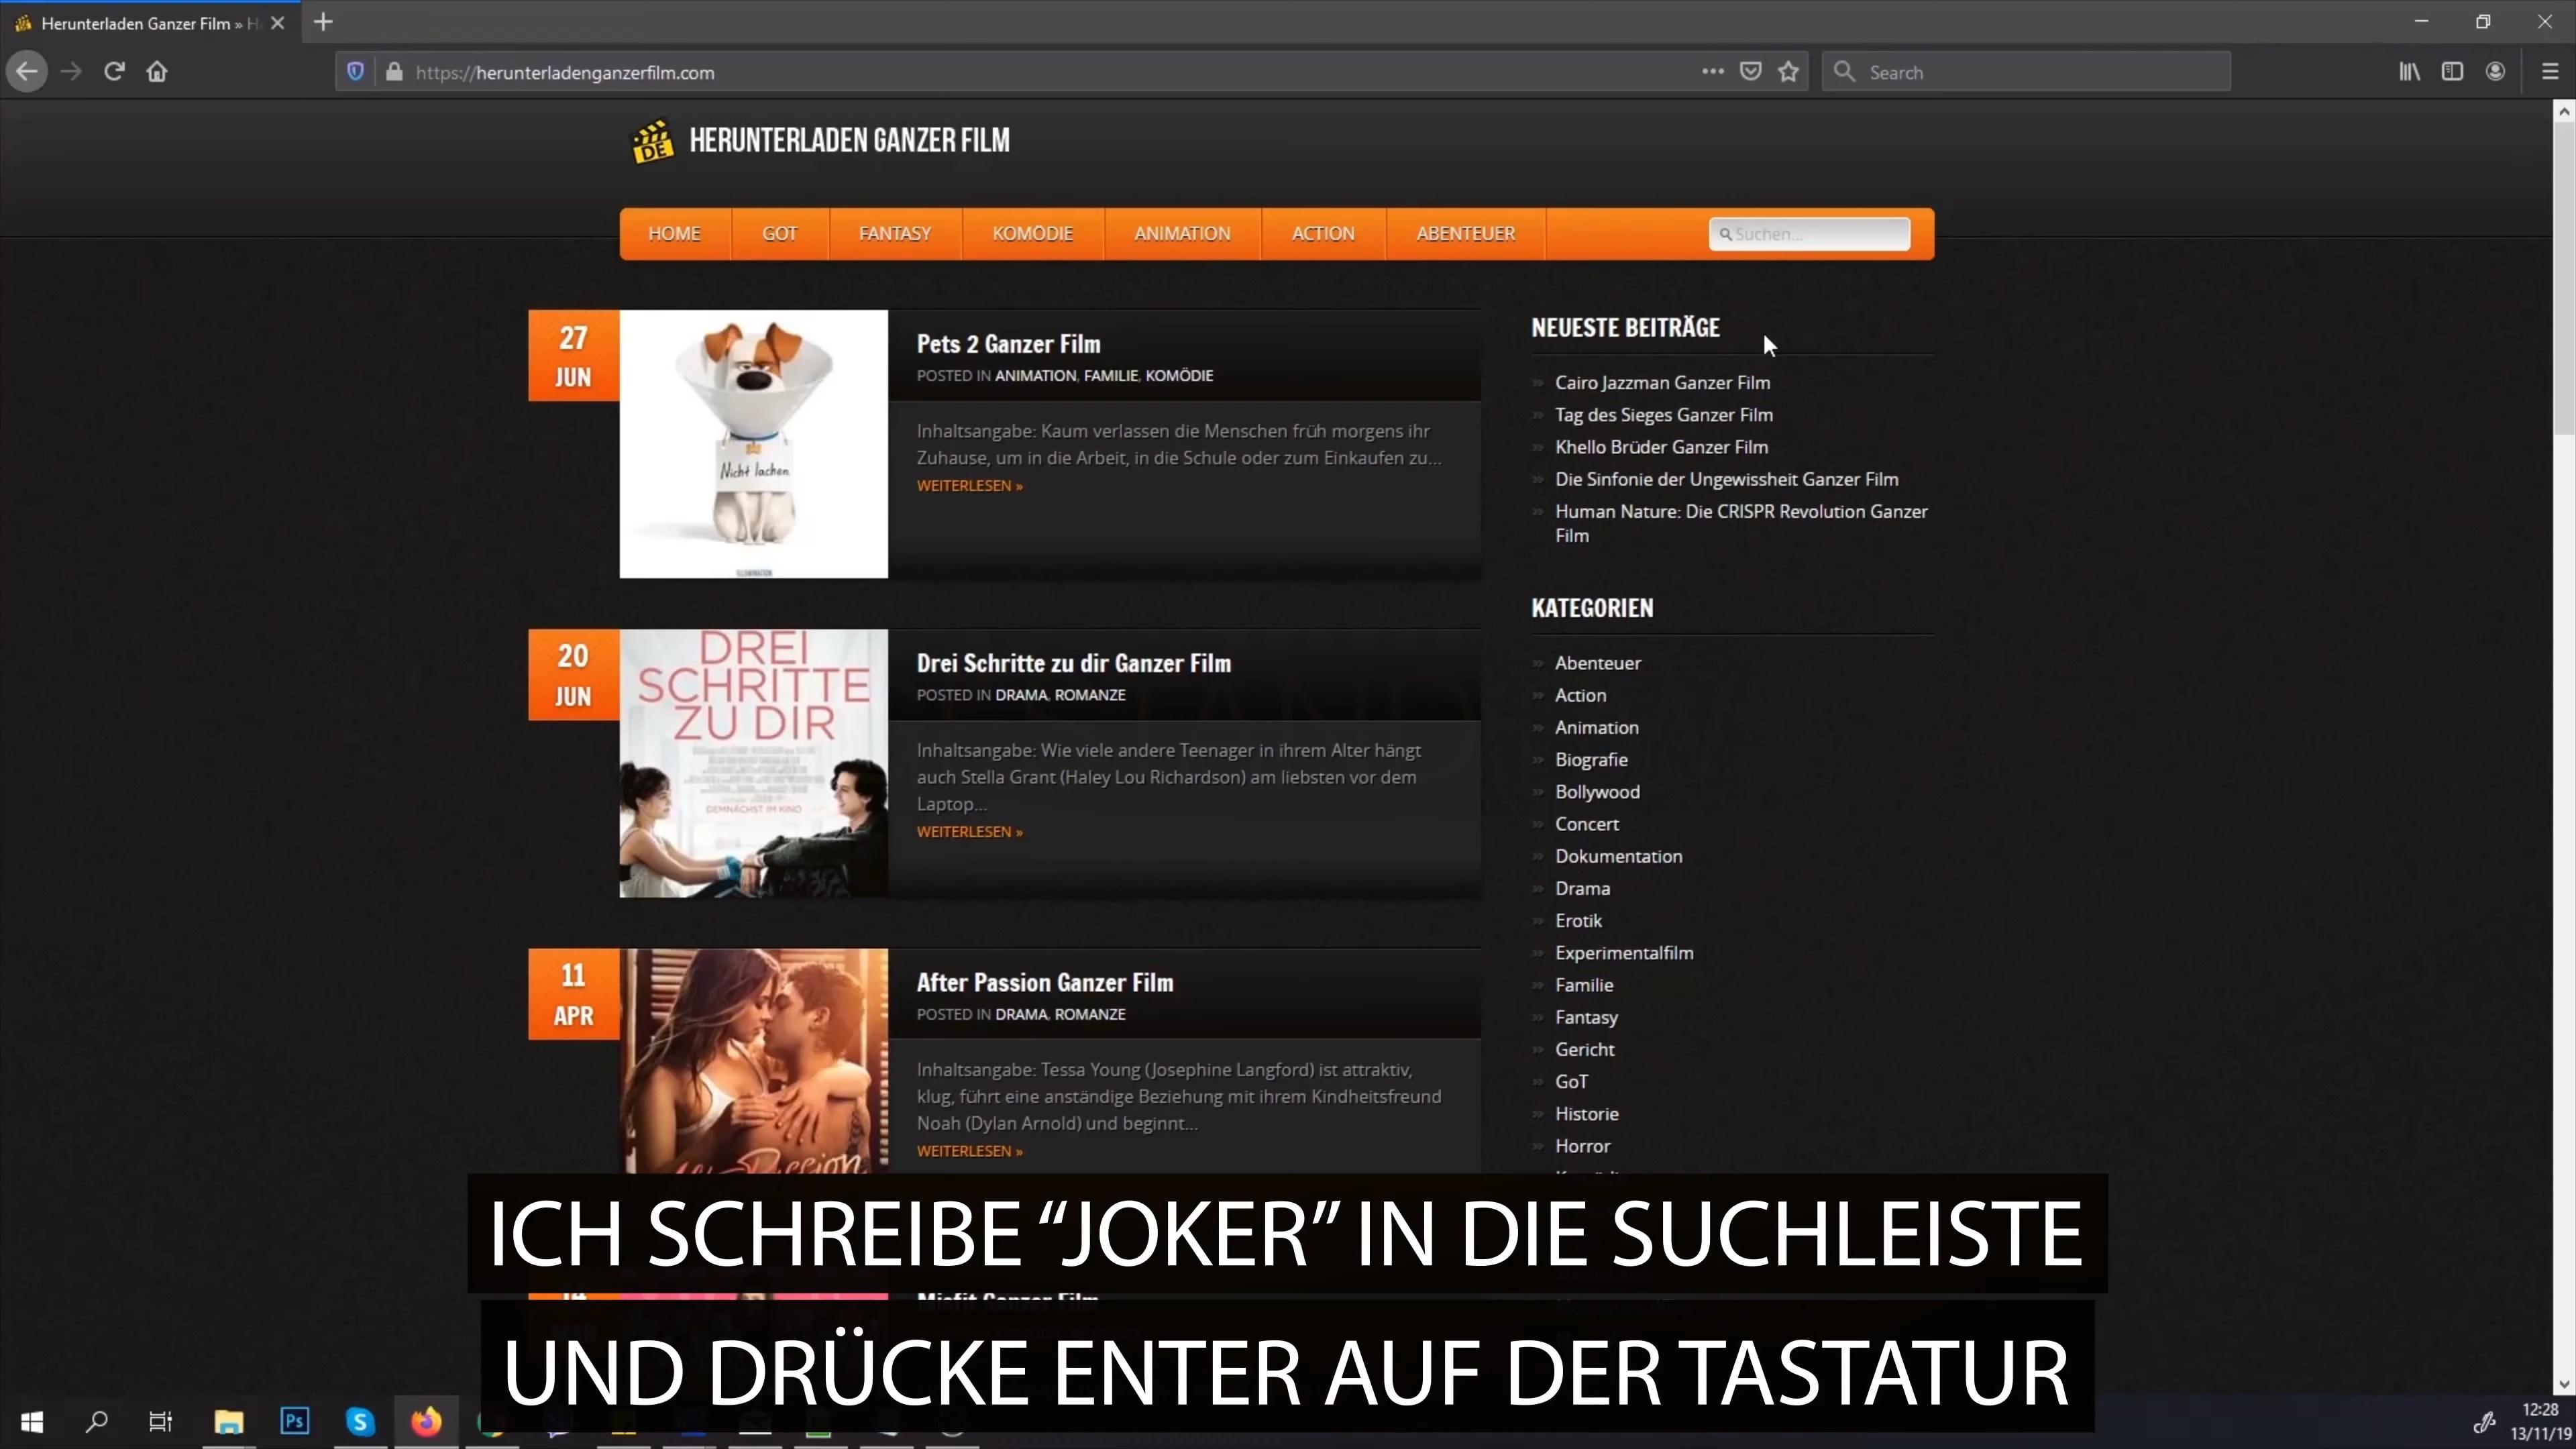 Herunterladen Ganzer Film »
https://herunterladenganzerfilm.com
Search
DE
HERUNTERLADEN GANZER FILM
HOME GOT FANTASY KOMÖDIE ANIMATION ACTION ABENTEUER
Suchen...
27
JUN
Nicht lachen.
Pets 2 Ganzer Film
POSTED IN ANIMATION, FAMILIE, KOMÖDIE
Inhaltsangabe: Kaum verlassen die Menschen früh morgens ihr
Zuhause, um in die Arbeit, in die Schule oder zum Einkaufen zu...
WEITERLESEN »
20
JUN
DREI
SCHRITTE
ZU DIR
DEMNÄCHST IM KINO
Drei Schritte zu dir Ganzer Film
POSTED IN DRAMA, ROMANZE
Inhaltsangabe: Wie viele andere Teenager in ihrem Alter hängt
auch Stella Grant (Haley Lou Richardson) am liebsten vor dem
Laptop...
WEITERLESEN »
11
APR
After Passion Ganzer Film
POSTED IN DRAMA, ROMANZE
Inhaltsangabe: Tessa Young (Josephine Langford) ist attraktiv,
klug, führt eine anständige Beziehung mit ihrem Kindheitsfreund
Noah (Dylan Arnold) und beginnt...
WEITERLESEN »
Misfit Ganzer Film
NEUESTE BEITRÄGE
Cairo Jazzman Ganzer Film
Tag des Sieges Ganzer Film
Khello Brüder Ganzer Film
Die Sinfonie der Ungewissheit Ganzer Film
Human Nature: Die CRISPR Revolution Ganzer
Film
KATEGORIEN
Abenteuer
Action
Animation
Biografie
Bollywood
Concert
Dokumentation
Drama
Erotik
Experimentalfilm
Familie
Fantasy
Gericht
GoT
Historie
Horror
ICH SCHREIBE “JOKER” IN DIE SUCHLEISTE
UND DRÜCKE ENTER AUF DER TASTATUR
Ps
S
12:28
13/11/19